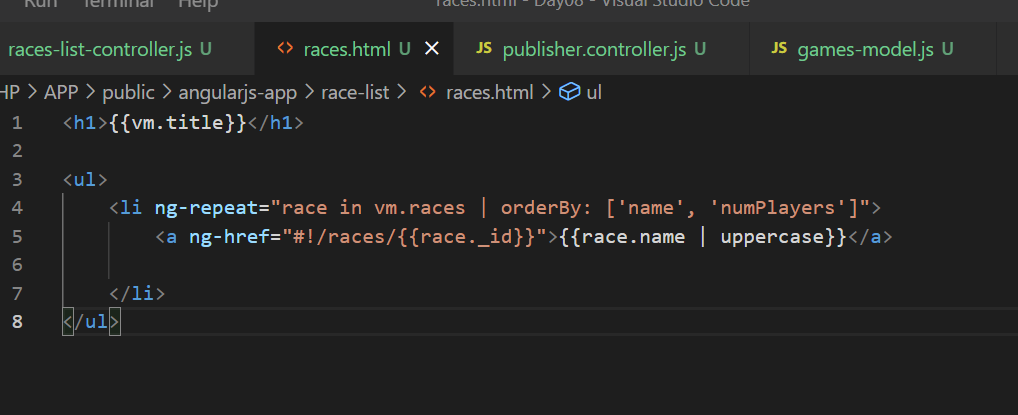 Run Terminal Help races.html - Day08 - Visual Studio Code
races-list-controller.js U races.html U JS publisher.controller.js U JS games-model.js U
HP > APP > public > angularjs-app > race-list > races.html > ul
1 <h1>{{vm.title}}</h1>
2
3 <ul>
4 <li ng-repeat="race in vm.races | orderBy: ['name', 'numPlayers']">
5 <a ng-href="#!/races/{{race._id}}">{{race.name | uppercase}}</a>
6
7 </li>
8 </ul>